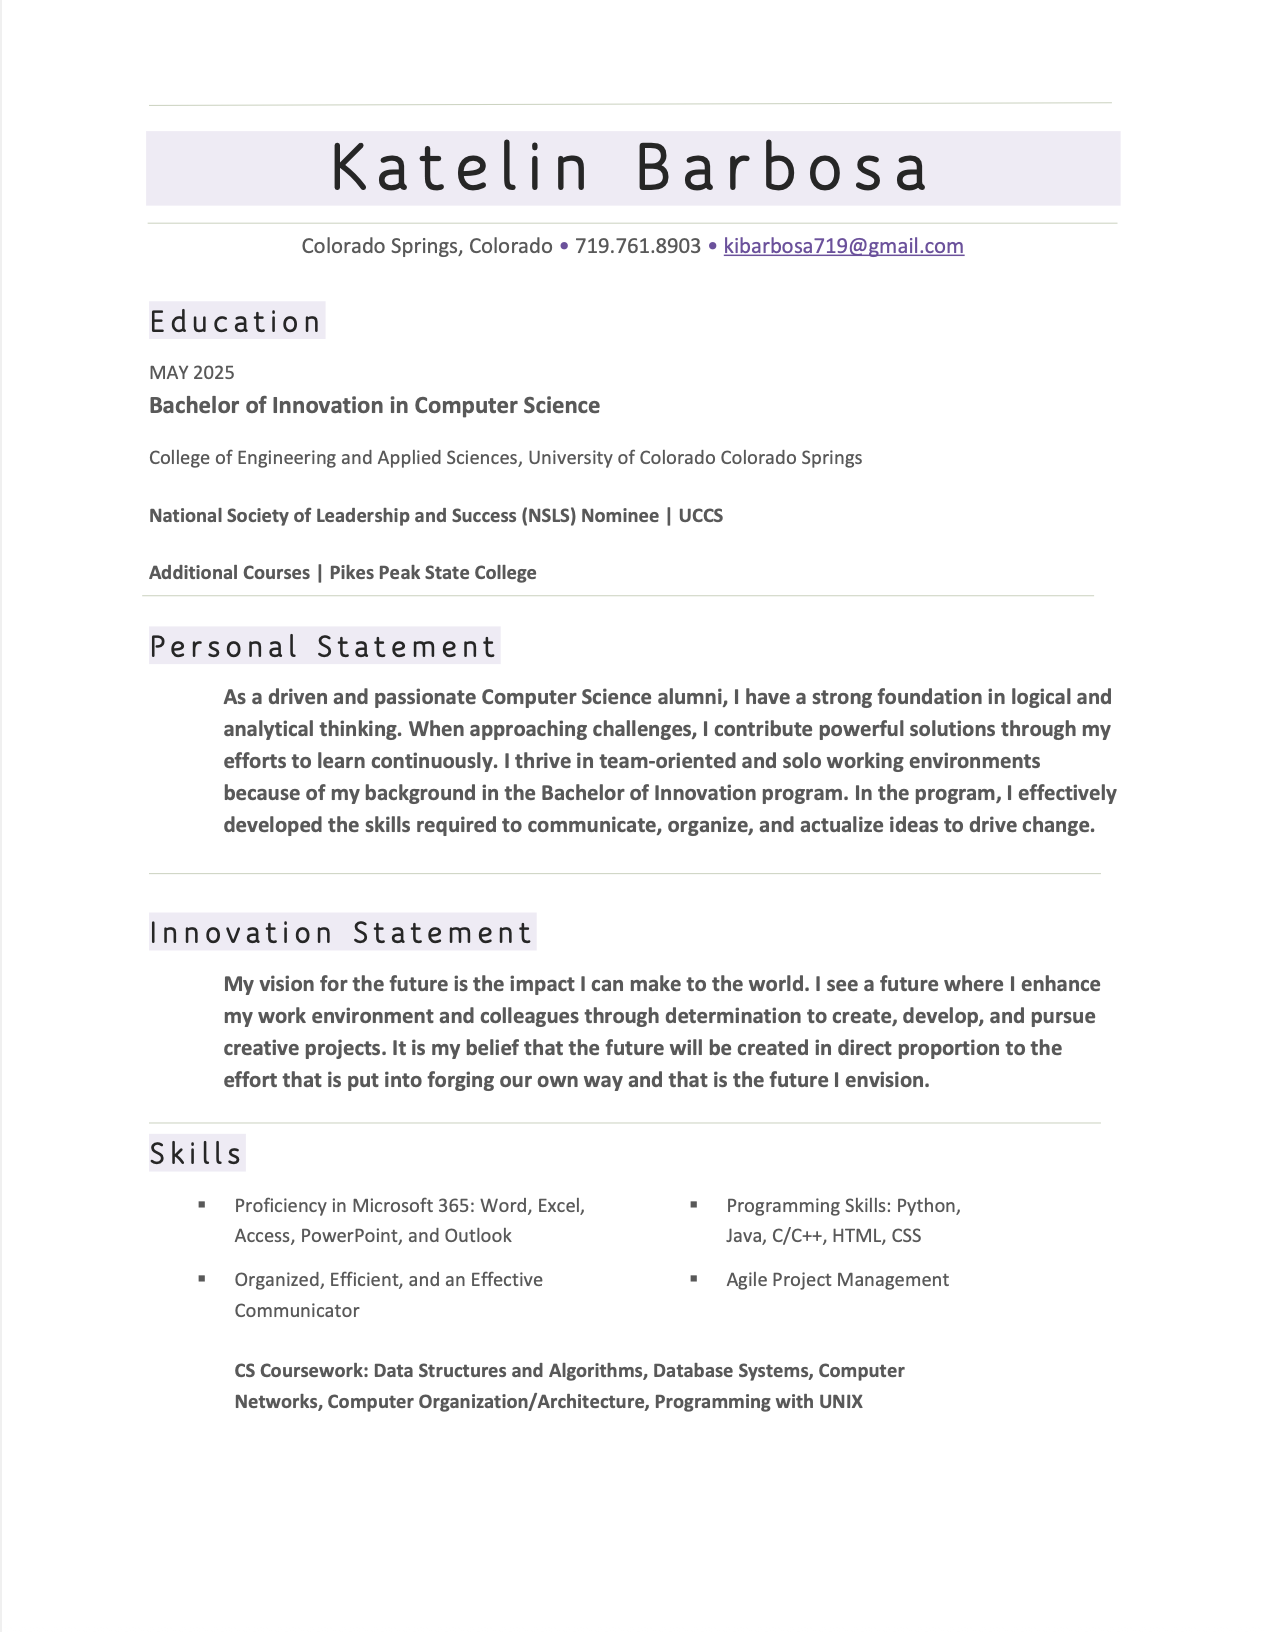 Katelin Barbosa
Colorado Springs, Colorado • 719.761.8903 • kibarbosa719@gmail.com
Education
MAY 2025
Bachelor of Innovation in Computer Science
College of Engineering and Applied Sciences, University of Colorado Colorado Springs
National Society of Leadership and Success (NSLS) Nominee | UCCS
Additional Courses | Pikes Peak State College
Personal Statement
As a driven and passionate Computer Science alumni, I have a strong foundation in logical and
analytical thinking. When approaching challenges, I contribute powerful solutions through my
efforts to learn continuously. I thrive in team-oriented and solo working environments
because of my background in the Bachelor of Innovation program. In the program, I effectively
developed the skills required to communicate, organize, and actualize ideas to drive change.
Innovation Statement
My vision for the future is the impact I can make to the world. I see a future where I enhance
my work environment and colleagues through determination to create, develop, and pursue
creative projects. It is my belief that the future will be created in direct proportion to the
effort that is put into forging our own way and that is the future I envision.
Skills
▪ Proficiency in Microsoft 365: Word, Excel,
Access, PowerPoint, and Outlook
▪ Organized, Efficient, and an Effective
Communicator
▪ Programming Skills: Python,
Java, C/C++, HTML, CSS
▪ Agile Project Management
CS Coursework: Data Structures and Algorithms, Database Systems, Computer
Networks, Computer Organization/Architecture, Programming with UNIX